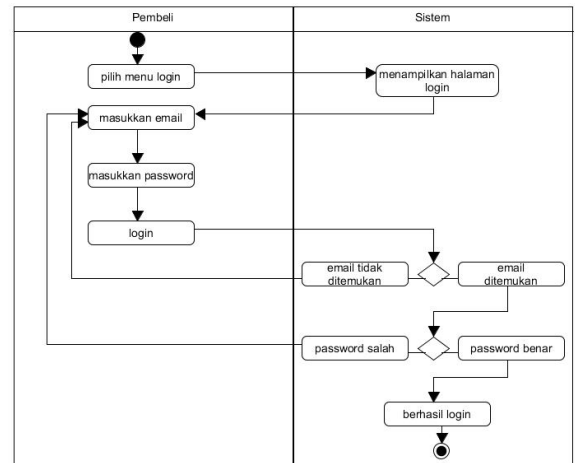 Pembeli
Sistem
pilih menu login
menampilkan halaman
login
masukkan email
masukkan password
login
email tidak
ditemukan
email
ditemukan
password salah
password benar
berhasil login